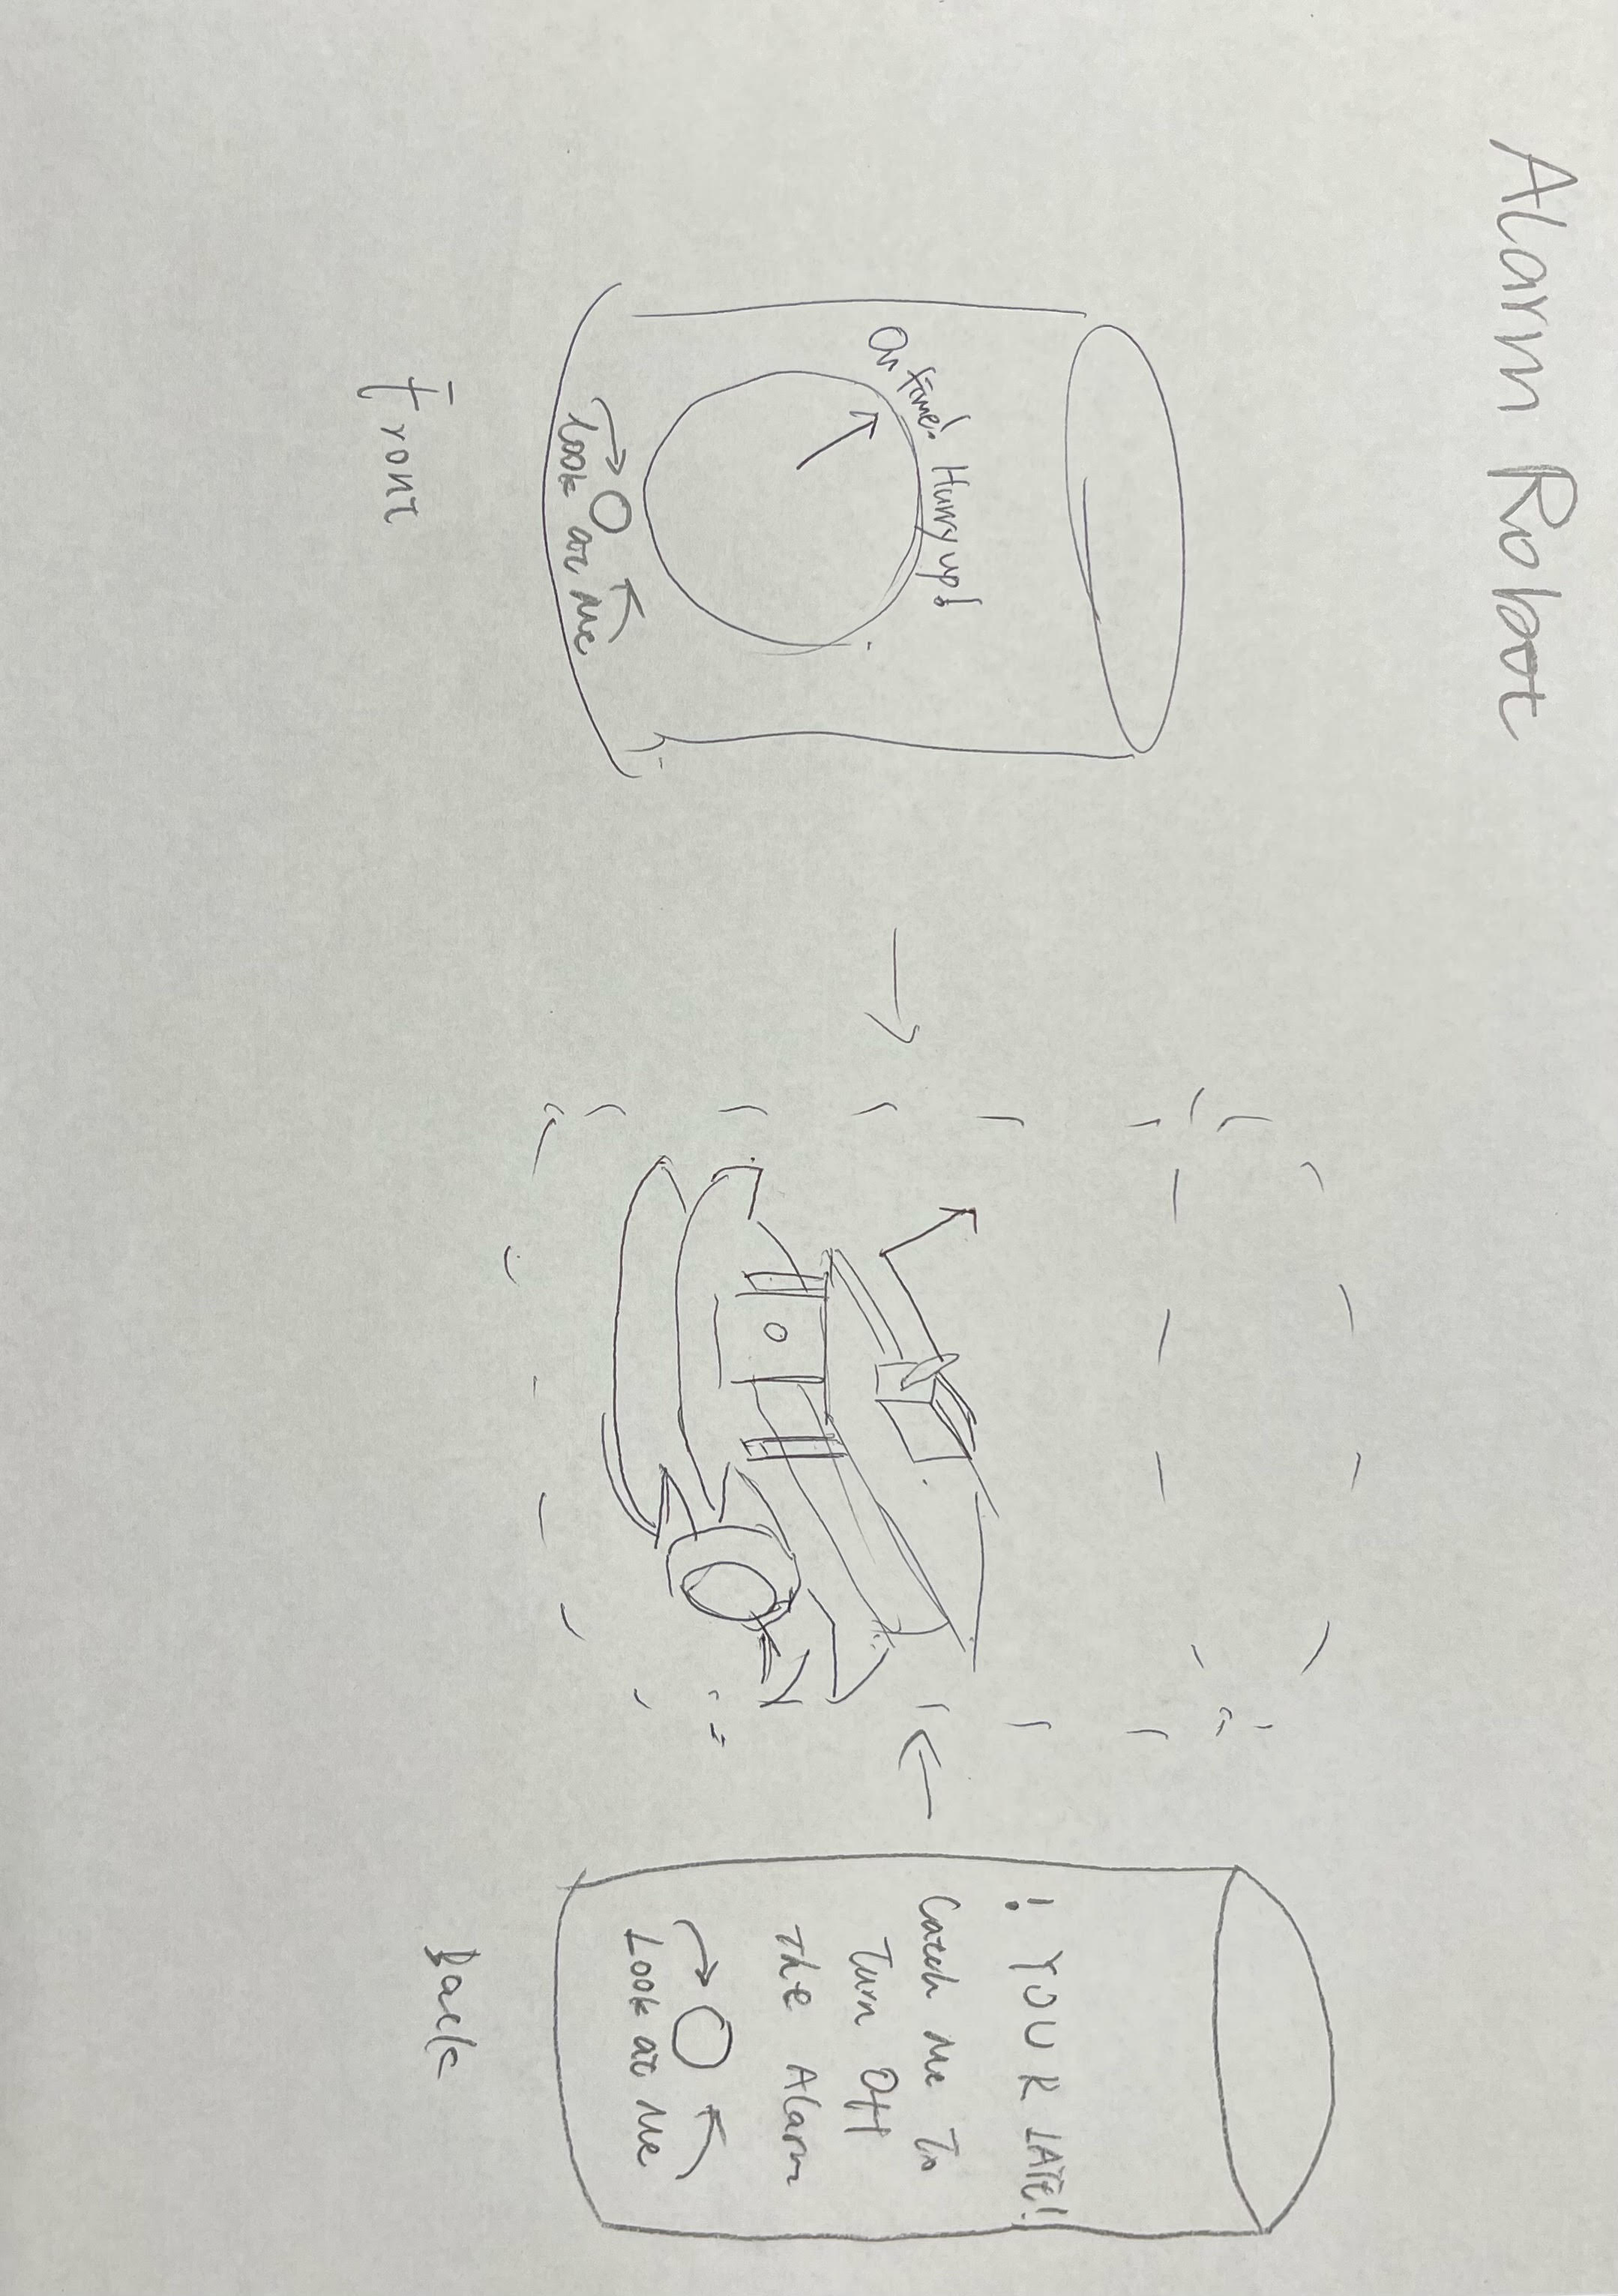 Alarm Robot
On time! Hurry up!
Look at Me
Front
! YOUR LATE!
Catch Me To
Turn Off
The Alarm
Look at Me
Back